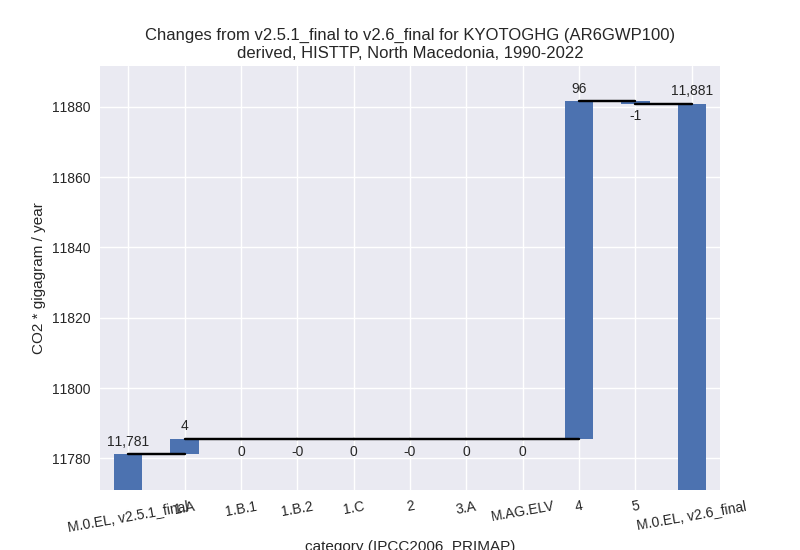 Changes from v2.5.1_final to v2.6_final for KYOTOGHG (AR6GWP100)
derived, HISTTP, North Macedonia, 1990-2022
CO2 * gigagram / year
11880
11860
11840
11820
11800
11780
11,781
4
0
-0
0
-0
0
0
96
-1
11,881
M.0.EL, v2.5.1_final
1.A
1.B.1
1.B.2
1.C
2
3.A
M.AG.ELV
4
5
M.0.EL, v2.6_final
category (IPCC2006_PRIMAP)